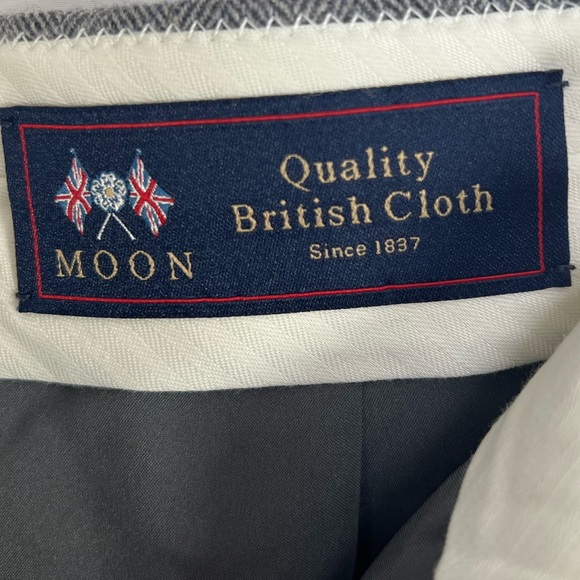 MOON
Quality
British Cloth
Since 1837